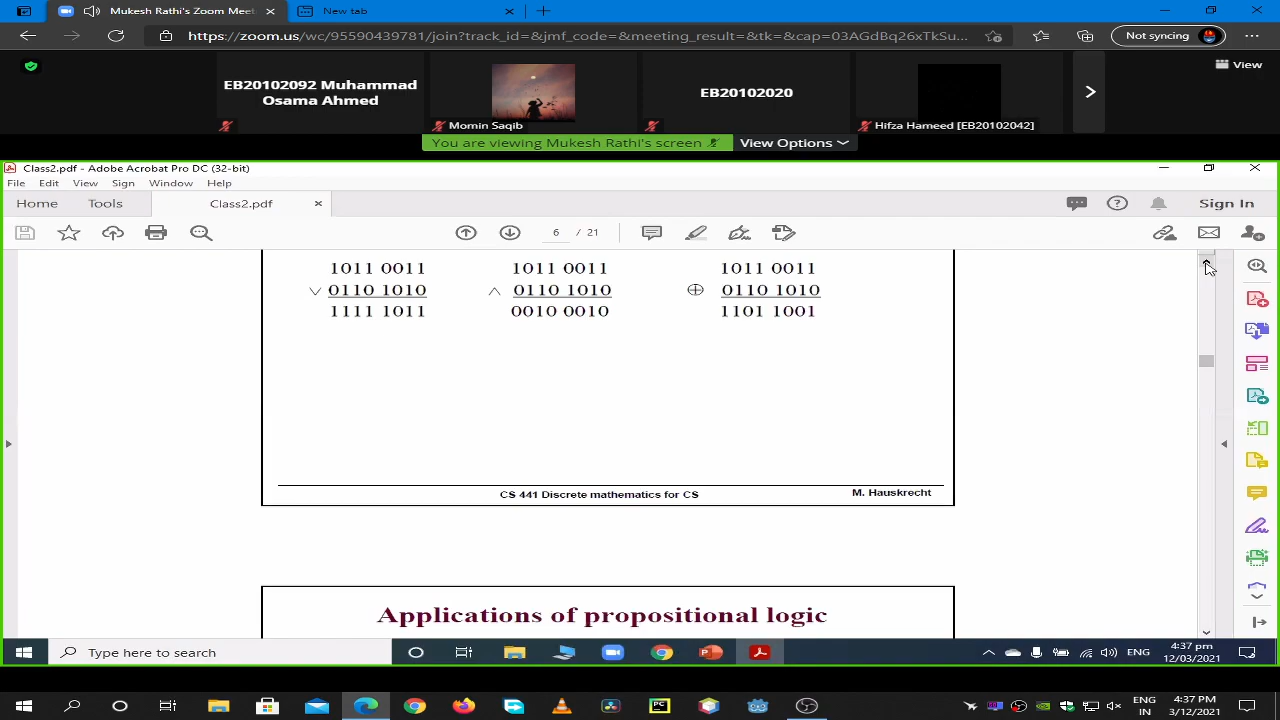 Mukesh Rathi's Zoom Meet
New tab
https://zoom.us/wc/95590439781/join?track_id=&jmf_code=&meeting_result=&tk=&cap=03AGdBq26xTkSu...
Not syncing
EB20102092 Muhammad
Osama Ahmed
Momin Saqib
EB20102020
Hifza Hameed [EB20102042]
View
You are viewing Mukesh Rathi's screen
View Options
Class2.pdf - Adobe Acrobat Pro DC (32-bit)
File Edit View Sign Window Help
Home Tools Class2.pdf Sign In
6 / 21
1011 0011 1011 0011 1011 0011
∨ 0110 1010 ∧ 0110 1010 ⊕ 0110 1010
1111 1011 0010 0010 1101 1001
CS 441 Discrete mathematics for CS M. Hauskrecht
Applications of propositional logic
Type here to search
ENG
4:37 pm
12/03/2021
ENG
IN
4:37 PM
3/12/2021